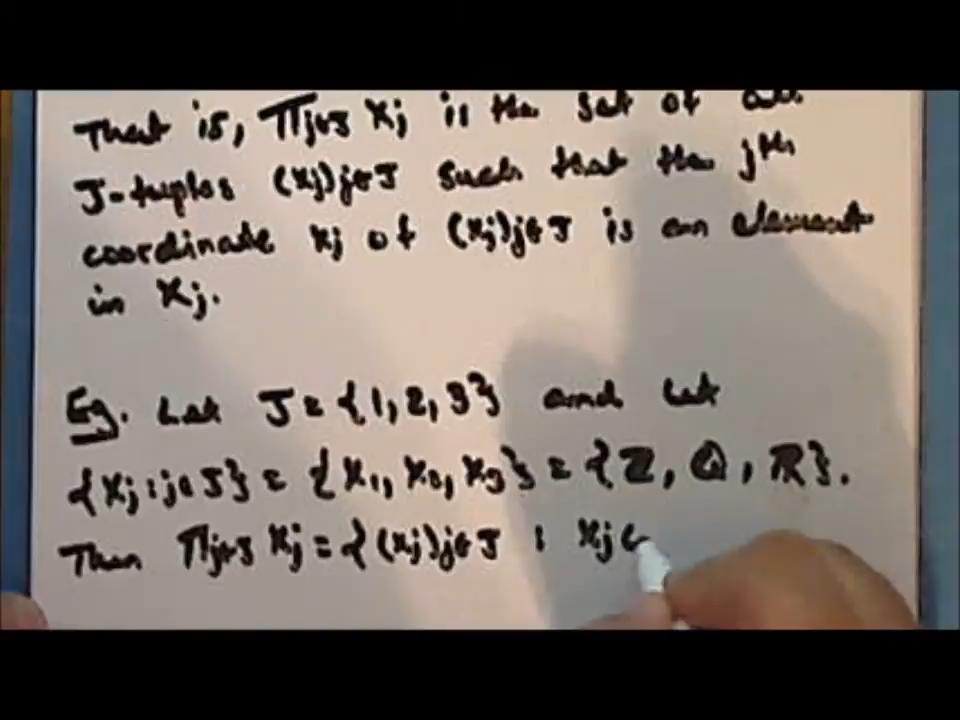 That is, ∏j∈J Xj is the set of all
J-tuples (xj)j∈J such that the jth
coordinate xj of (xj)j∈J is an element
in Xj.
Eg. Let J = {1, 2, 3} and let
{Xj : j∈J} = {X1, X2, X3} = {ℤ, ℚ, ℝ}.
Then ∏j∈J Xj = {(xj)j∈J : xj ∈